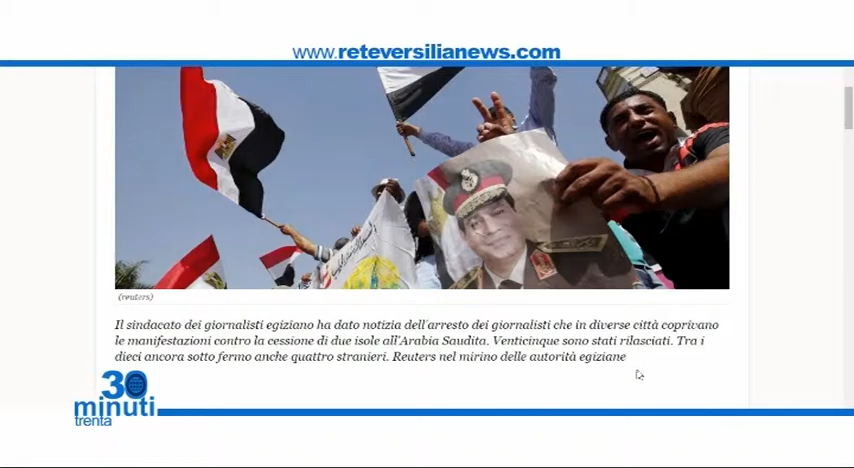 www.reteversilianews.com
(reuters)
Il sindacato dei giornalisti egiziano ha dato notizia dell'arresto dei giornalisti che in diverse città coprivano
le manifestazioni contro la cessione di due isole all'Arabia Saudita. Venticinque sono stati rilasciati. Tra i
dieci ancora sotto fermo anche quattro stranieri. Reuters nel mirino delle autorità egiziane
30
minuti
trenta